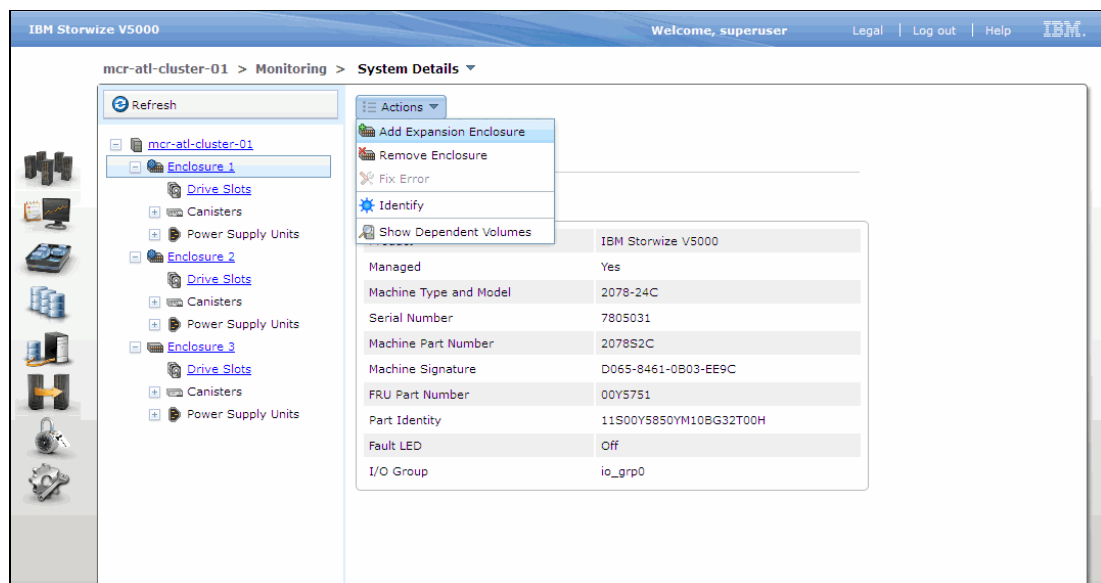 IBM Storwize V5000
Welcome, superuser
Legal | Log out | Help
IBM.
mcr-atl-cluster-01 > Monitoring > System Details
Refresh
mcr-atl-cluster-01
Enclosure 1
Drive Slots
Canisters
Power Supply Units
Enclosure 2
Drive Slots
Canisters
Power Supply Units
Enclosure 3
Drive Slots
Canisters
Power Supply Units
Actions
Add Expansion Enclosure
Remove Enclosure
Fix Error
Identify
Show Dependent Volumes
IBM Storwize V5000
Managed Yes
Machine Type and Model 2078-24C
Serial Number 7805031
Machine Part Number 2078S2C
Machine Signature D065-8461-0B03-EE9C
FRU Part Number 00Y5751
Part Identity 11S00Y5850YM10BG32T00H
Fault LED Off
I/O Group io_grp0